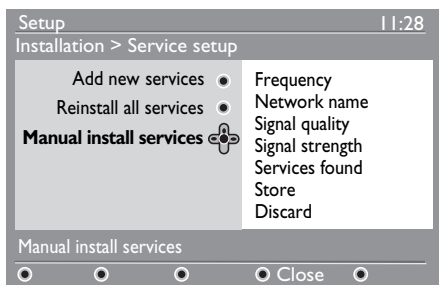 Setup 11:28
Installation > Service setup
Add new services
Reinstall all services
Manual install services
Frequency
Network name
Signal quality
Signal strength
Services found
Store
Discard
Manual install services
Close